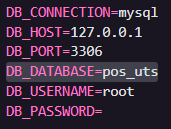 DB_CONNECTION=mysql
DB_HOST=127.0.0.1
DB_PORT=3306
DB_DATABASE=pos_uts
DB_USERNAME=root
DB_PASSWORD=